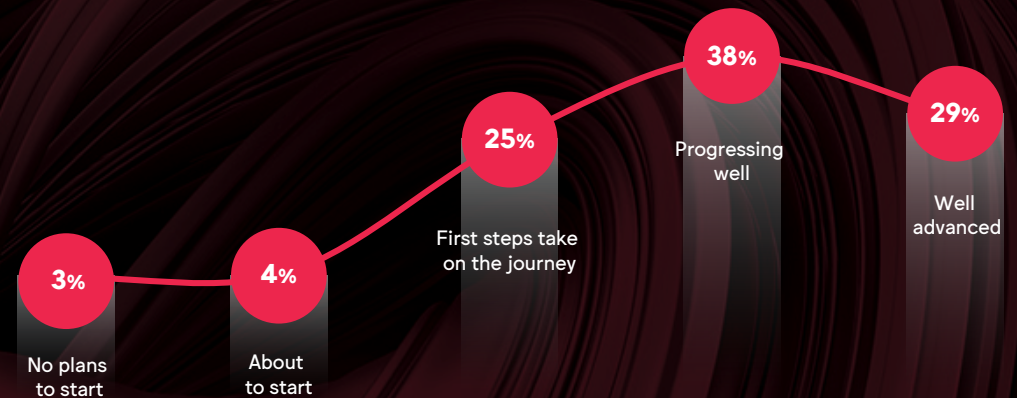 38%
29%
25%
Progressing
well
Well
advanced
First steps take
on the journey
3%
4%
No plans
to start
About
to start